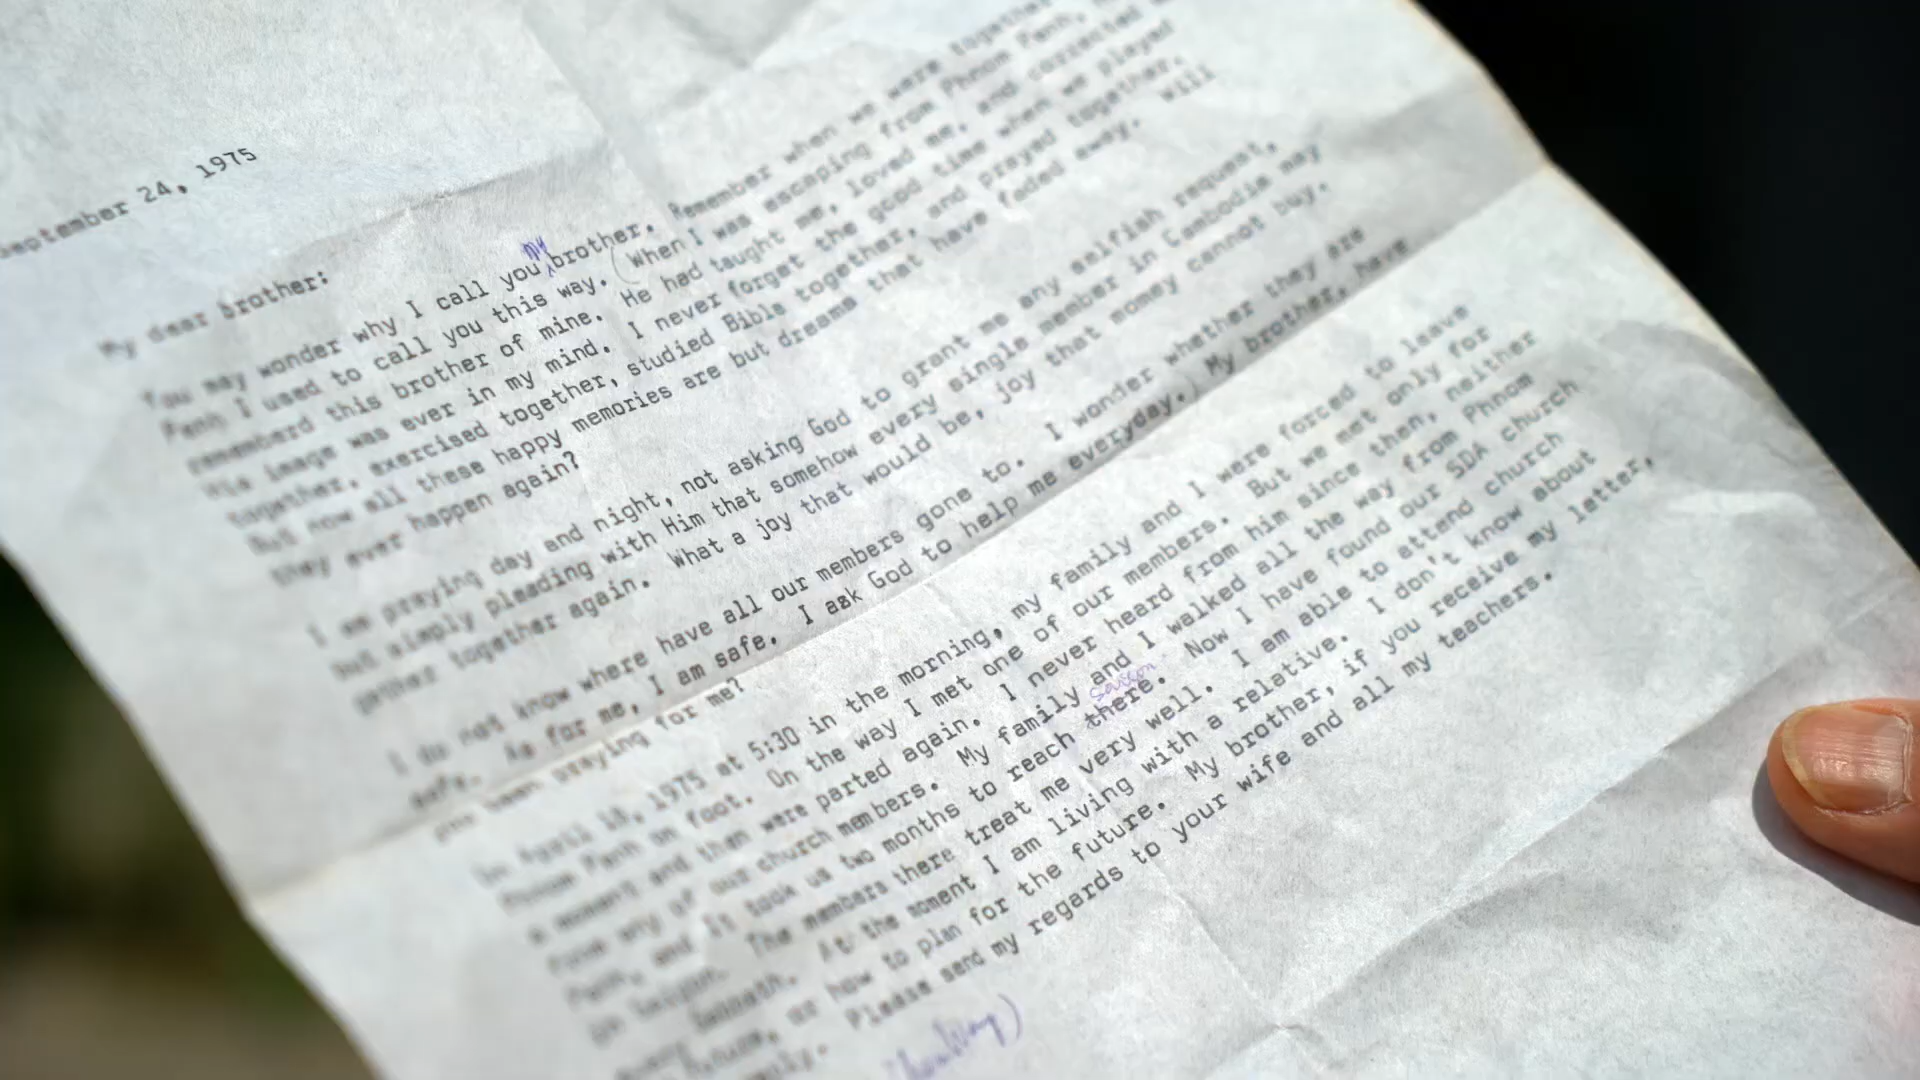 September 24, 1975
My dear brother:
You may wonder why I call you my brother. Remember when we were together
Penh I used to call you this way. (When I was escaping from Phnom Penh,
rememberd this brother of mine. He had taught me, loved me, and corrected
His image was ever in my mind. I never forget the good time when we played
together, exercised together, studied Bible together, and prayed together.
But now all these happy memories are but dreams that have faded away. Will
they ever happen again?
I am praying day and night, not asking God to grant me any selfish request,
but simply pleading with Him that somehow every single member in Cambodia may
gather together again. What a joy that would be, joy that money cannot buy.
I do not know where have all our members gone to. I wonder whether they are
safe. As for me, I am safe. I ask God to help me everyday.) My brother, have
you been praying for me?
On April 18, 1975 at 5:30 in the morning, my family and I were forced to leave
Phnom Penh on foot. On the way I met one of our members. But we met only for
a moment and then were parted again. I never heard from him since then, neither
have any of our church members. My family and I walked all the way from Phnom
Penh, and it took us two months to reach there. saigon Now I have found our SDA church
in Saigon. The members there treat me very well. I am able to attend church
every Sabbath. At the moment I am living with a relative. I don't know about
future, or how to plan for the future. My brother, if you receive my letter,
Please send my regards to your wife and all my teachers.